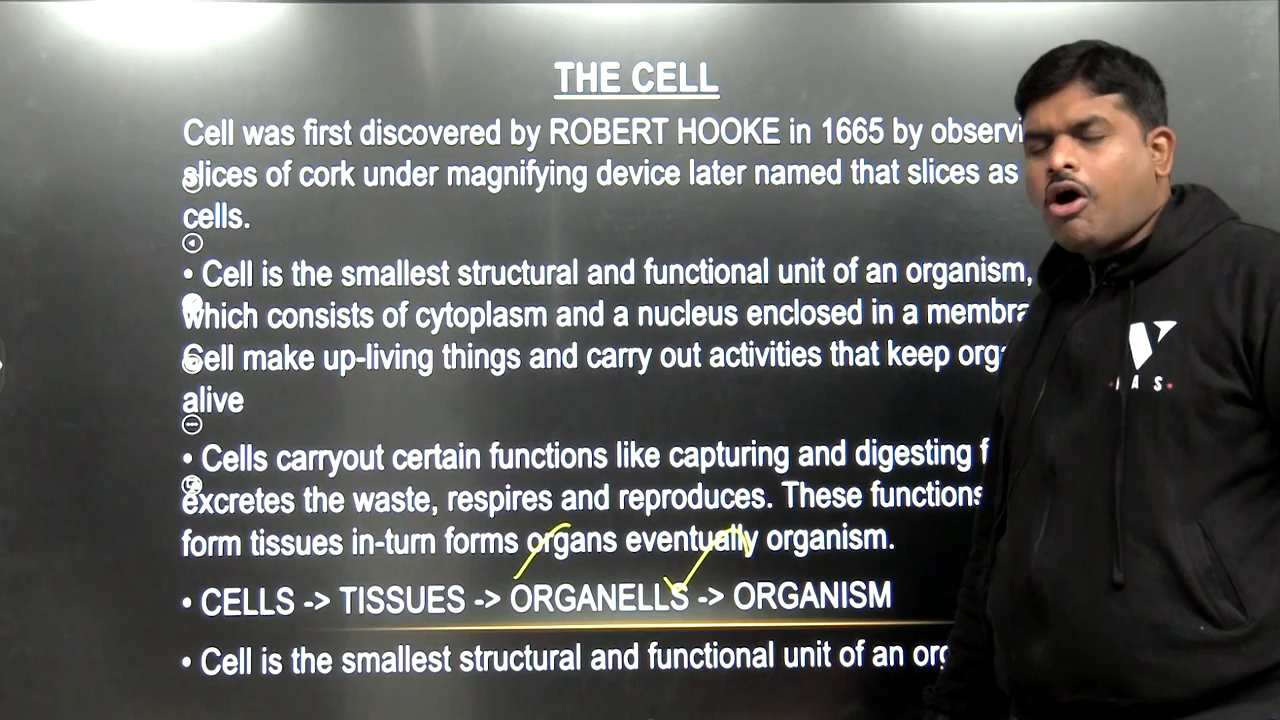 THE CELL
Cell was first discovered by ROBERT HOOKE in 1665 by
slices of cork under magnifying device later named that slices as
cells.
• Cell is the smallest structural and functional unit of an organism,
which consists of cytoplasm and a nucleus enclosed in a
Cell make up-living things and carry out activities that keep
alive
• Cells carryout certain functions like capturing and digesting
excretes the waste, respires and reproduces. These functions
form tissues in-turn forms organs eventually organism.
• CELLS -> TISSUES -> ORGANELLS -> ORGANISM
• Cell is the smallest structural and functional unit of an